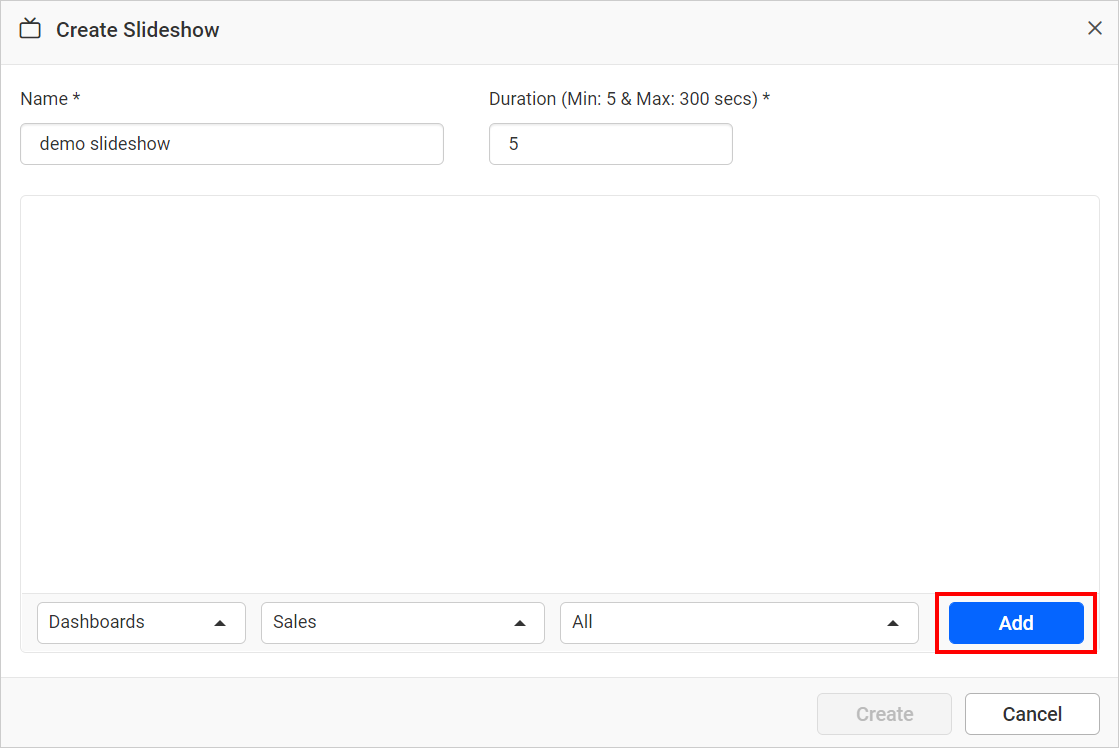 Create Slideshow
Name *
Duration (Min: 5 & Max: 300 secs) *
demo slideshow
5
Dashboards
Sales
All
Add
Create
Cancel